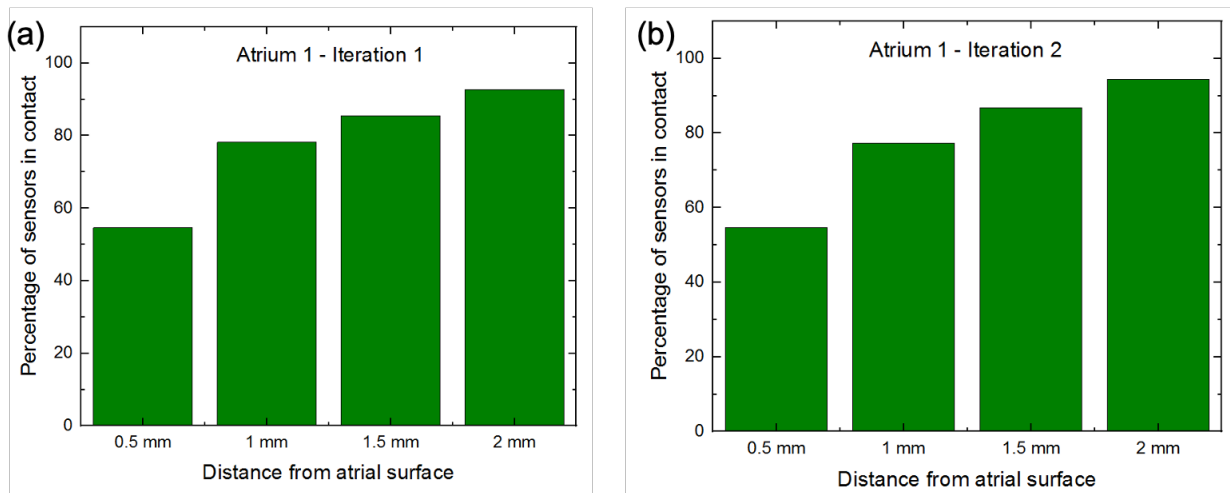 (a)
Atrium 1 - Iteration 1
Percentage of sensors in contact
100
80
60
40
20
0
0.5 mm 1 mm 1.5 mm 2 mm
Distance from atrial surface
(b)
Atrium 1 - Iteration 2
Percentage of sensors in contact
100
80
60
40
20
0
0.5 mm 1 mm 1.5 mm 2 mm
Distance from atrial surface